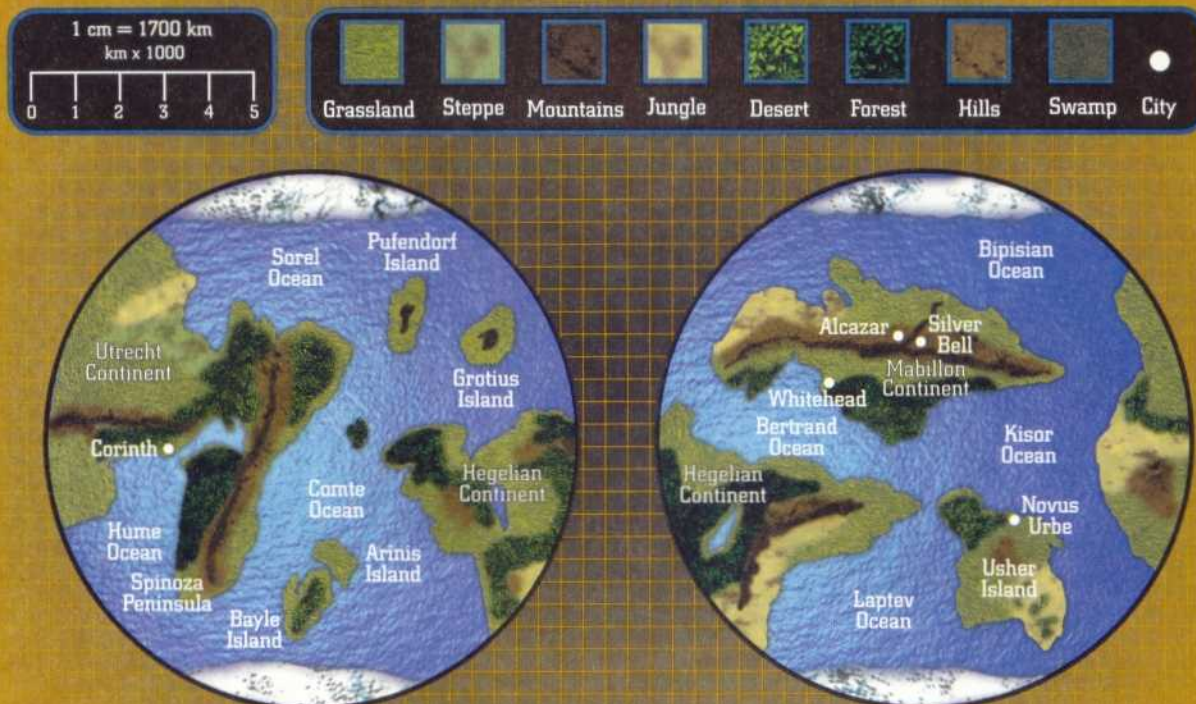 1 cm = 1700 km
km x 1000
0 1 2 3 4 5
Grassland Steppe Mountains Jungle Desert Forest Hills Swamp City
Sorel
Ocean
Pufendorf
Island
Utrecht
Continent
Grotius
Island
Corinth
Hegelian
Continent
Comte
Ocean
Hume
Ocean
Arinis
Island
Spinoza
Peninsula
Bayle
Island
Bipisian
Ocean
Alcazar
Silver
Bell
Mabillon
Continent
Whitehead
Bertrand
Ocean
Kisor
Ocean
Hegelian
Continent
Novus
Urbe
Usher
Island
Laptev
Ocean